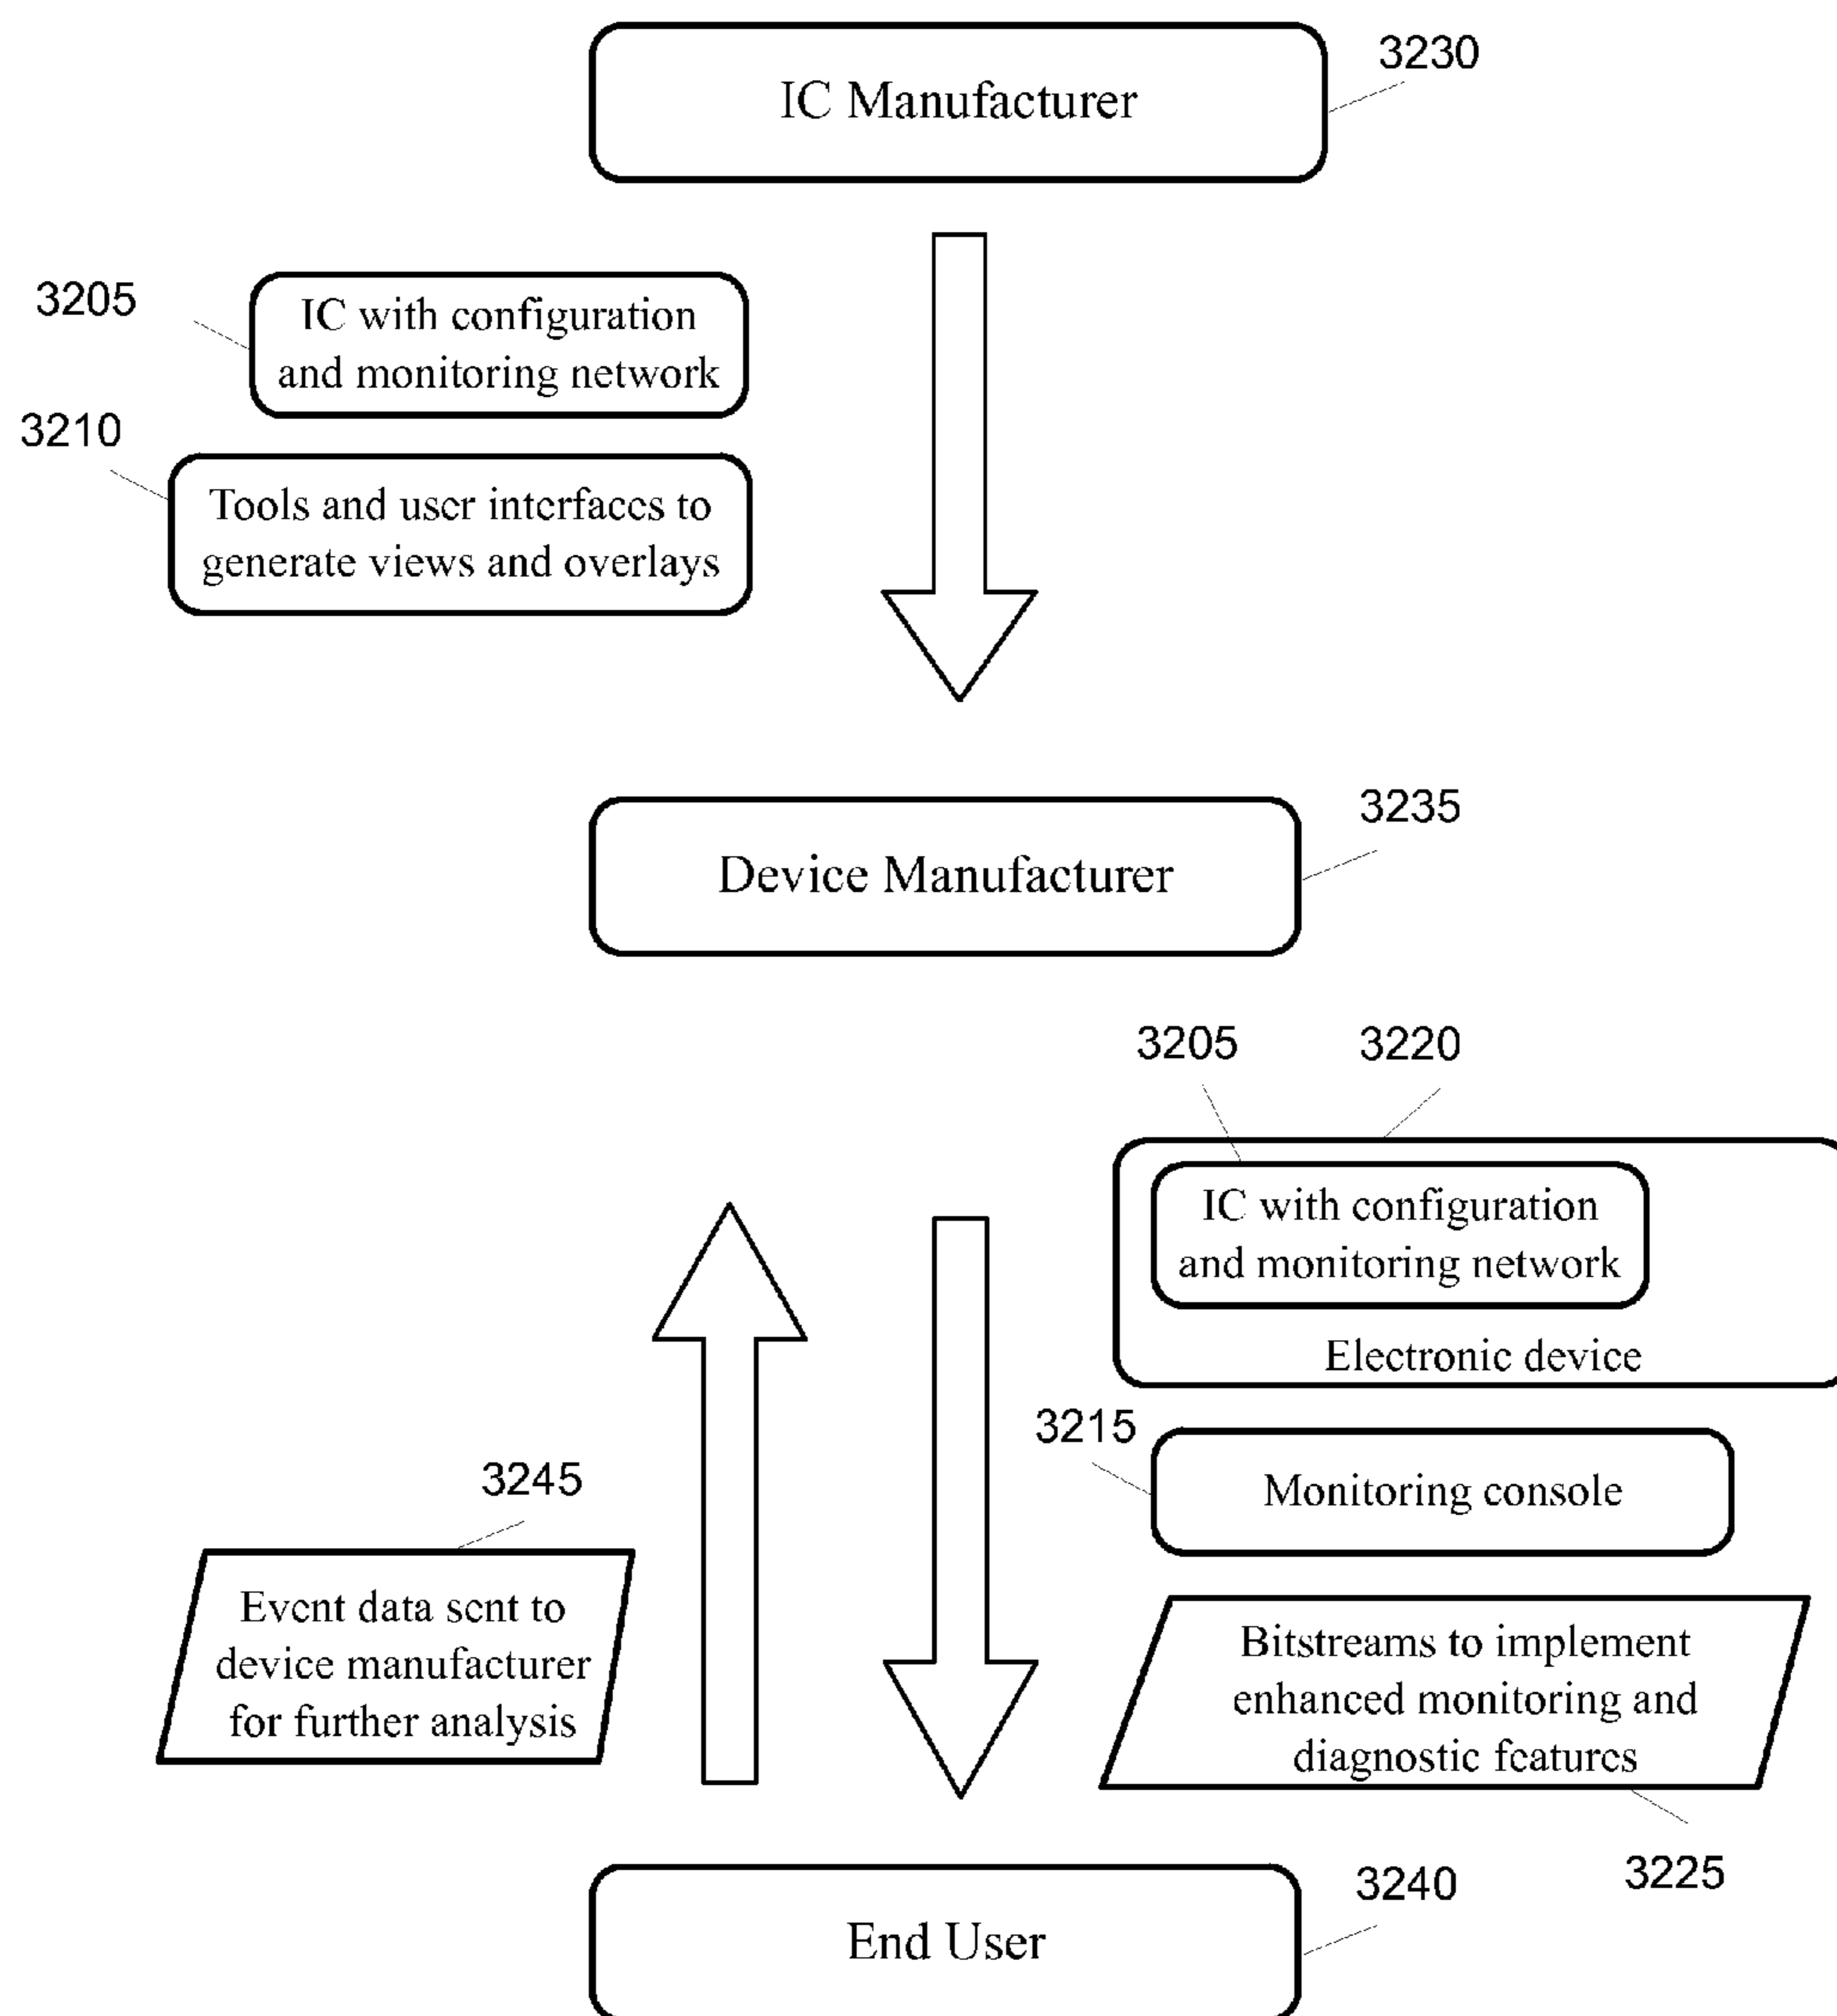 IC Manufacturer
3230
3205
IC with configuration
and monitoring network
3210
Tools and user interfaces to
generate views and overlays
3235
Device Manufacturer
3205
3220
IC with configuration
and monitoring network
Electronic device
3215
Monitoring console
3245
Event data sent to
device manufacturer
for further analysis
Bitstreams to implement
enhanced monitoring and
diagnostic features
3225
3240
End User